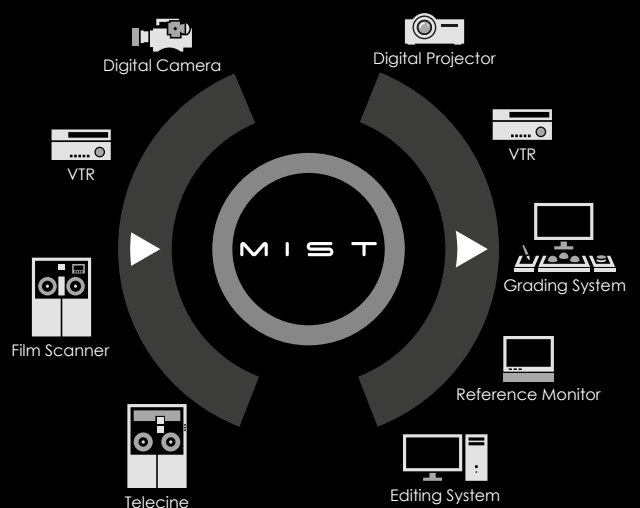 Digital Camera
Digital Projector
VTR
VTR
MIST
Grading System
Film Scanner
Reference Monitor
Telecine
Editing System